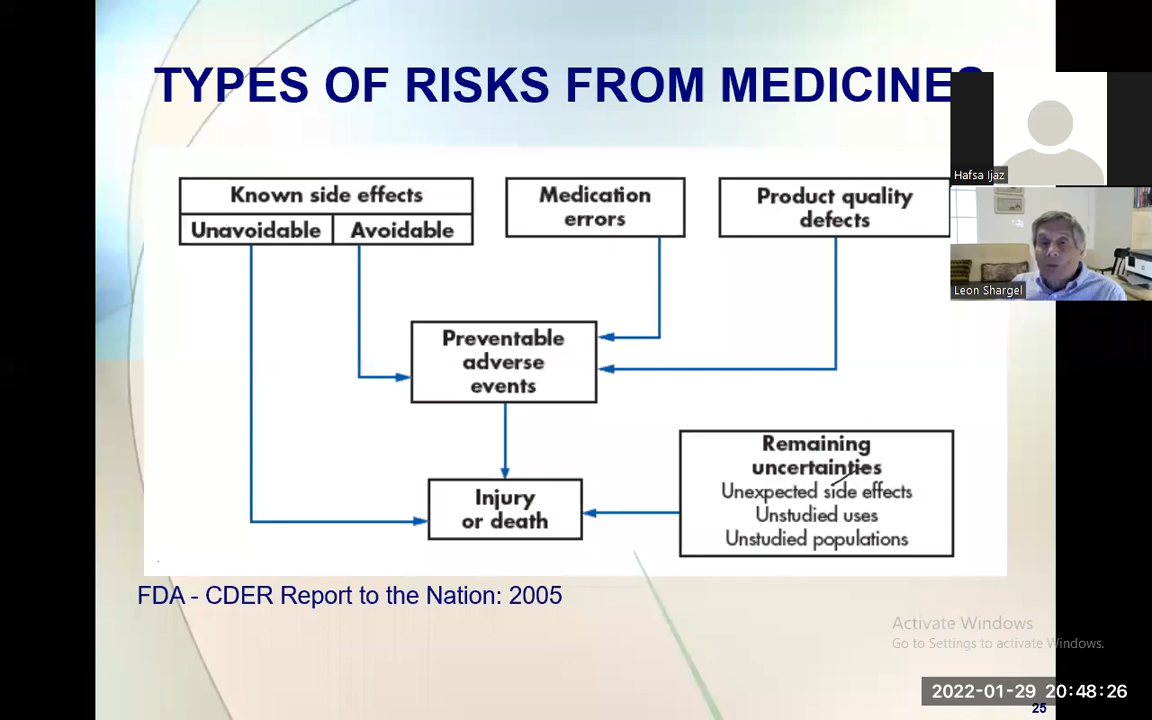 TYPES OF RISKS FROM MEDICINES
Known side effects
Unavoidable
Avoidable
Medication
errors
Product quality
defects
Hafsa Ijaz
Leon Shargel
Preventable
adverse
events
Remaining
uncertainties
Unexpected side effects
Unstudied uses
Unstudied populations
Injury
or death
FDA - CDER Report to the Nation: 2005
Activate Windows
Go to Settings to activate Windows.
2022-01-29 20:48:26
25